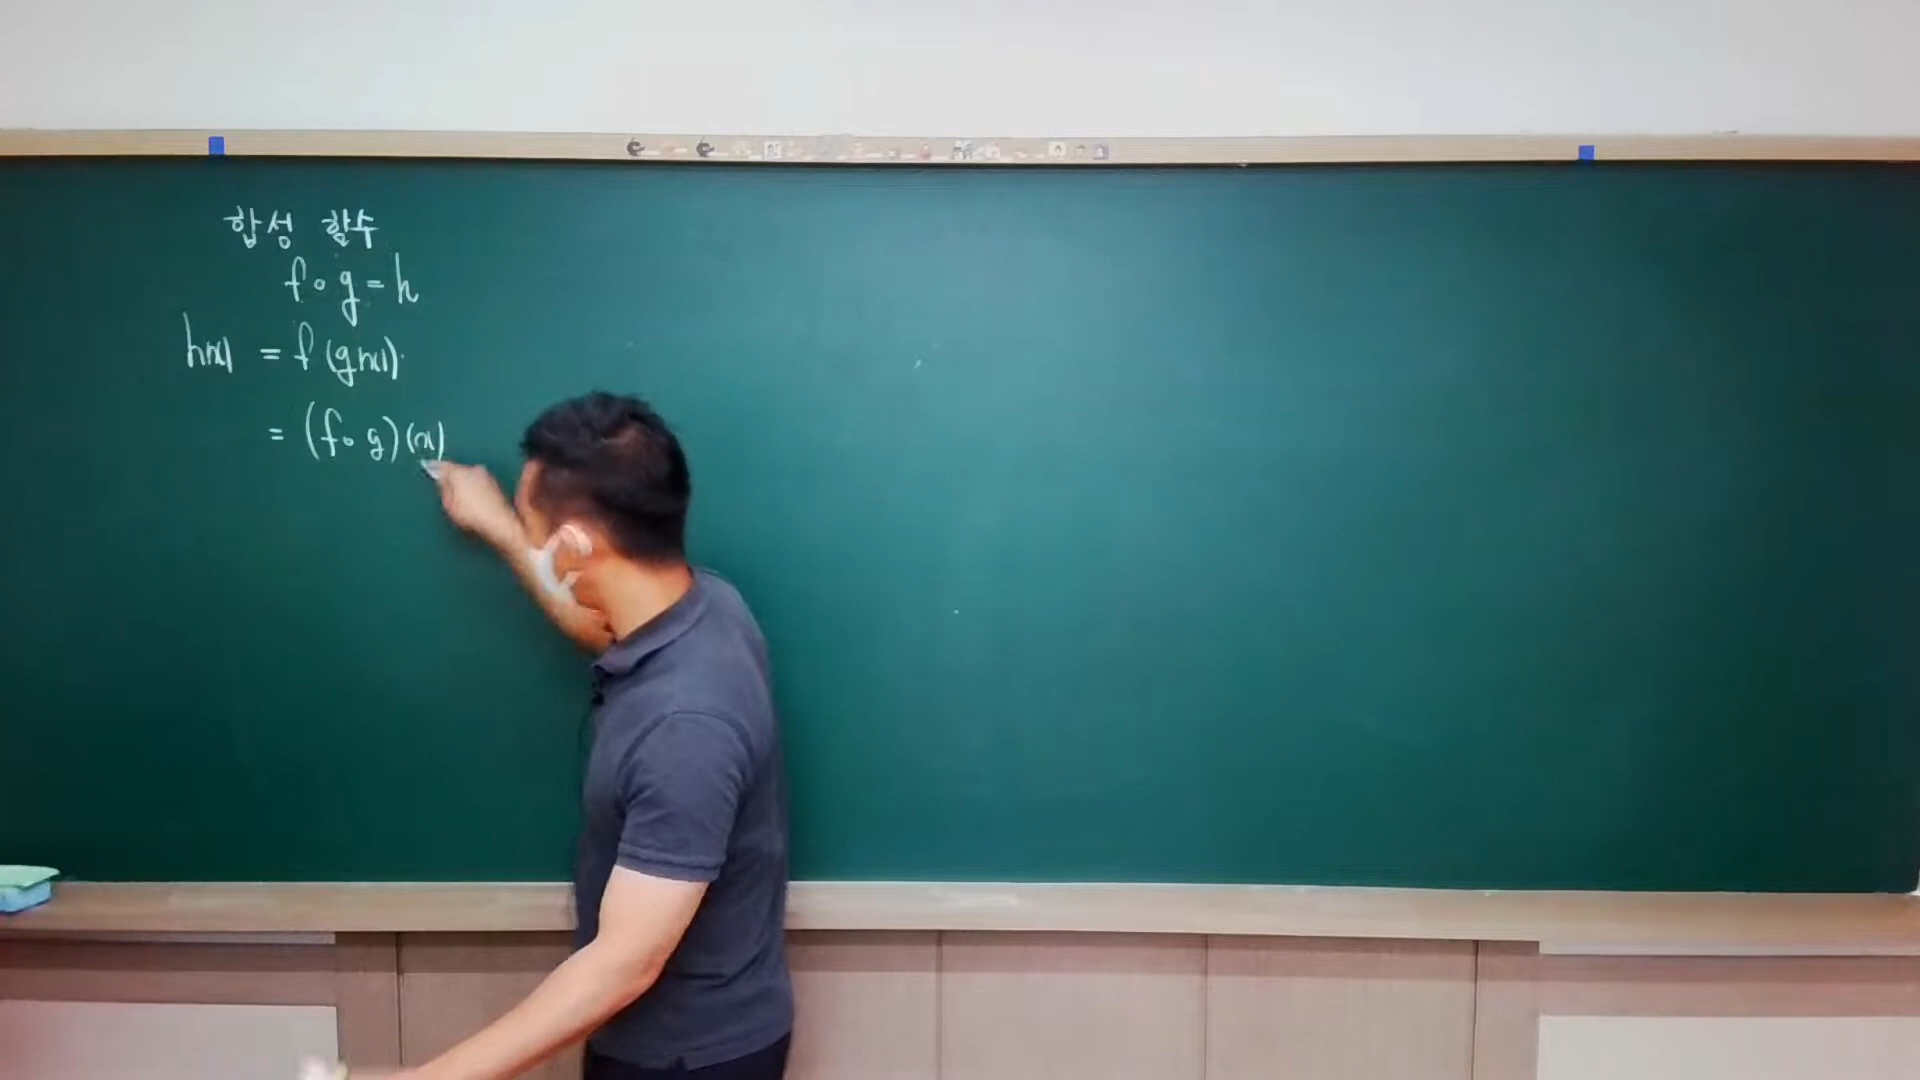 합성 함수
f∘g=h
h(x) = f(g(x))
= (f∘g)(x)